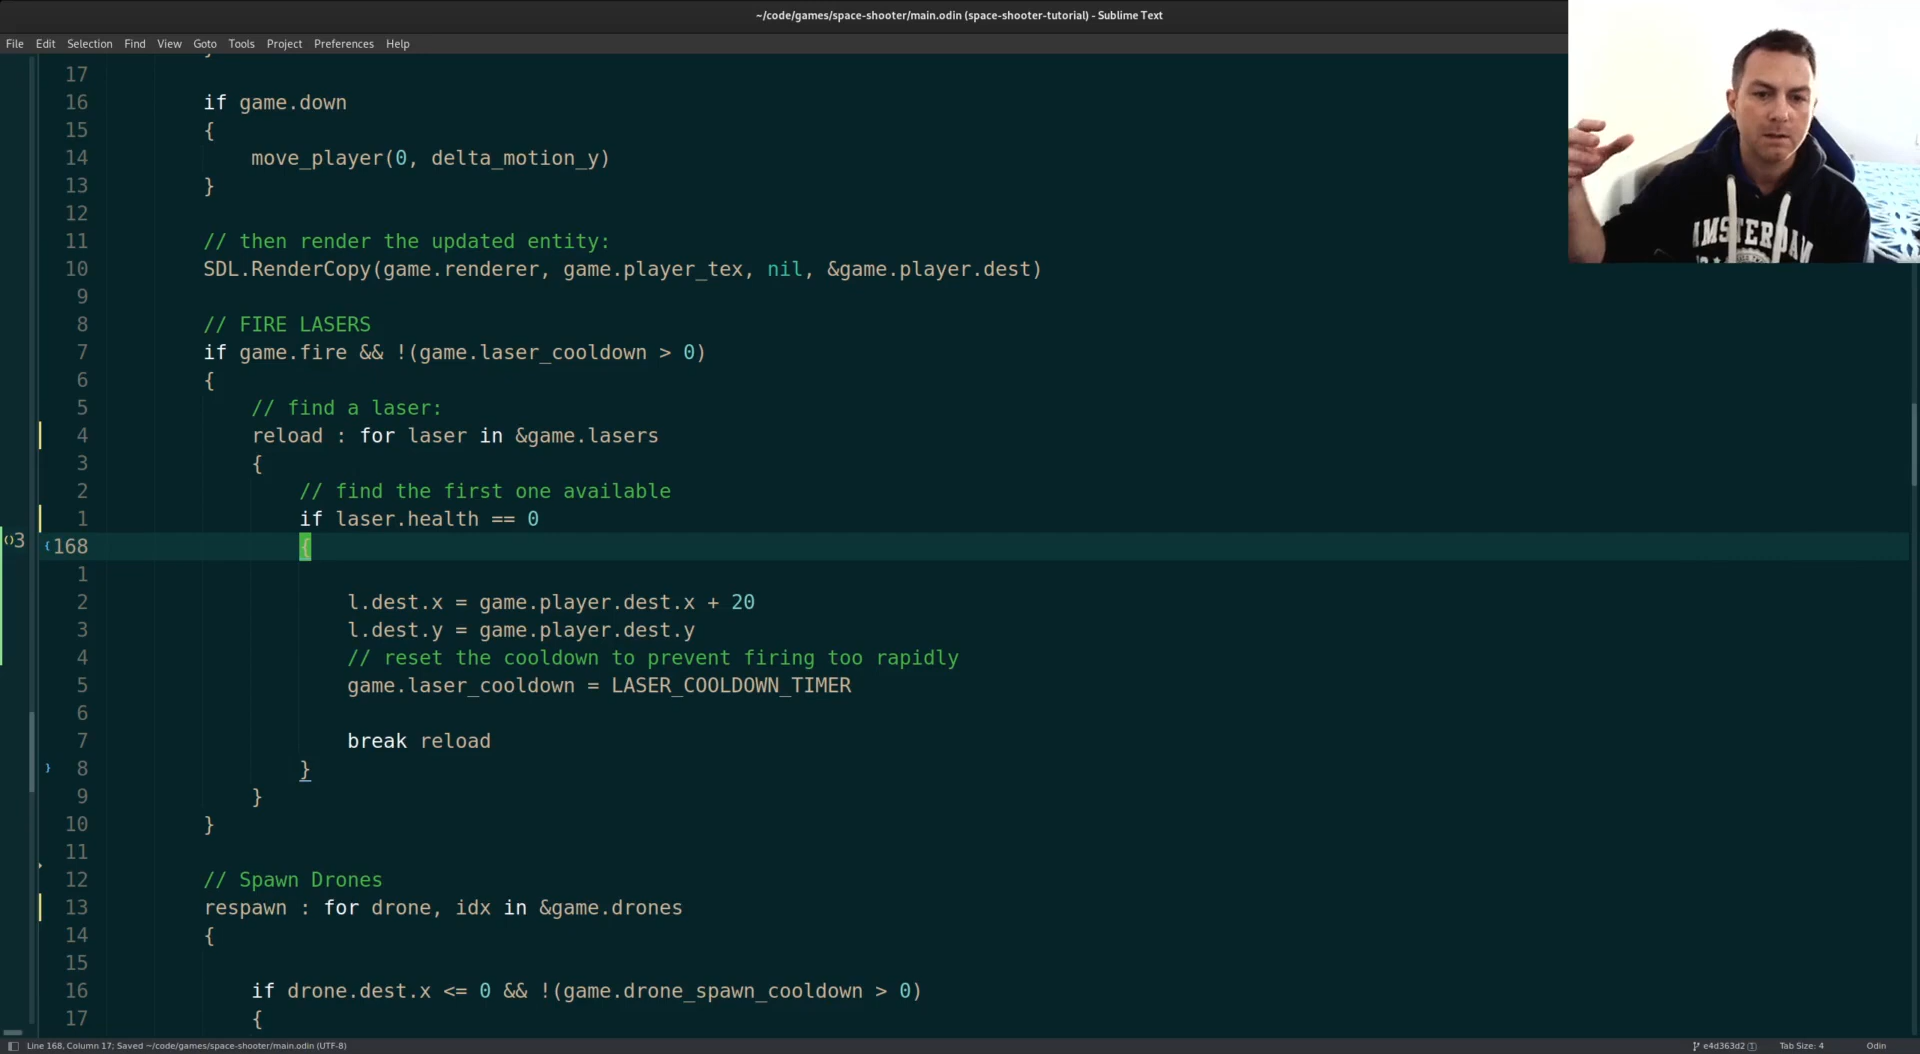 ~/code/games/space-shooter/main.odin (space-shooter-tutorial) - Sublime Text
File Edit Selection Find View Goto Tools Project Preferences Help
17
16 if game.down
15 {
14 move_player(0, delta_motion_y)
13 }
12
11 // then render the updated entity:
10 SDL.RenderCopy(game.renderer, game.player_tex, nil, &game.player.dest)
9
8 // FIRE LASERS
7 if game.fire && !(game.laser_cooldown > 0)
6 {
5 // find a laser:
4 reload : for laser in &game.lasers
3 {
2 // find the first one available
1 if laser.health == 0
168 {
1
2 l.dest.x = game.player.dest.x + 20
3 l.dest.y = game.player.dest.y
4 // reset the cooldown to prevent firing too rapidly
5 game.laser_cooldown = LASER_COOLDOWN_TIMER
6
7 break reload
8 }
9 }
10 }
11
12 // Spawn Drones
13 respawn : for drone, idx in &game.drones
14 {
15
16 if drone.dest.x <= 0 && !(game.drone_spawn_cooldown > 0)
17 {
Line 168, Column 17; Saved ~/code/games/space-shooter/main.odin (UTF-8)
e4d363d2 Tab Size: 4 Odin
AMSTERDAM